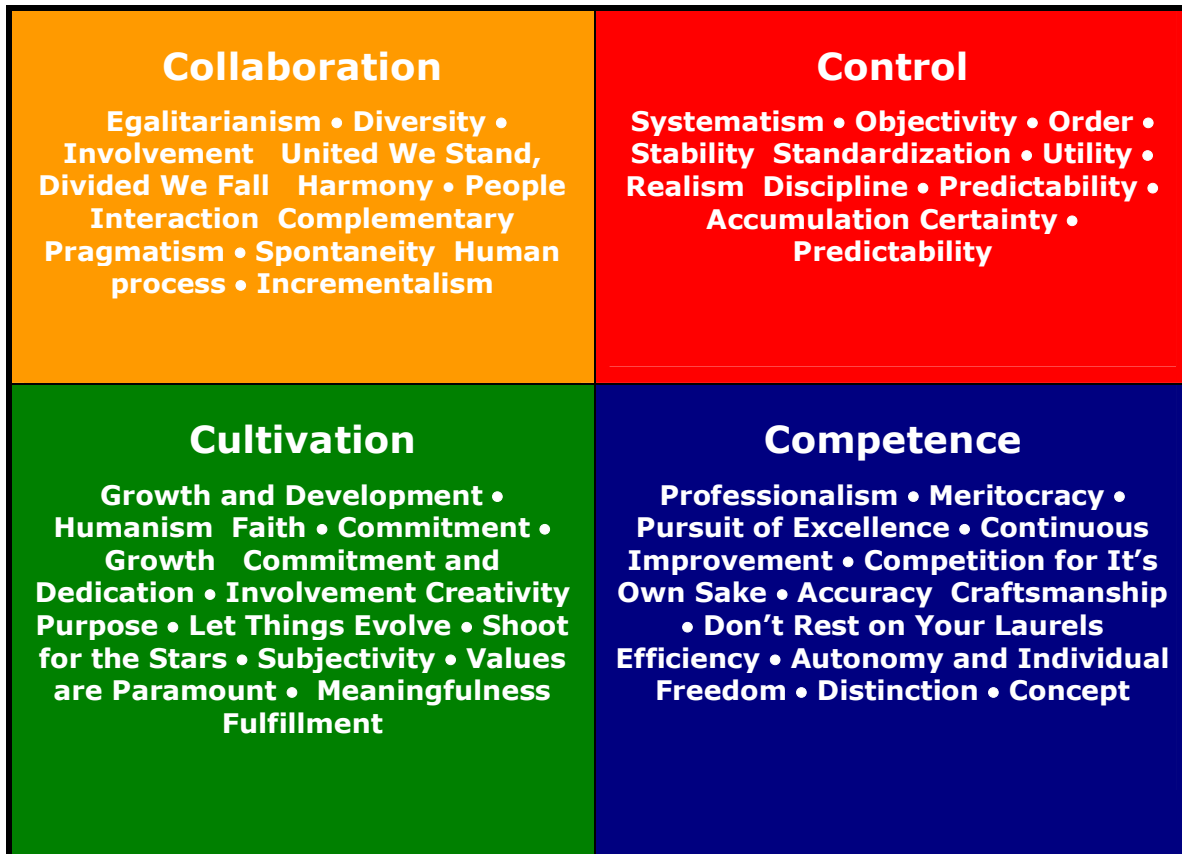 Collaboration
Egalitarianism • Diversity •
Involvement United We Stand,
Divided We Fall Harmony • People
Interaction Complementary
Pragmatism • Spontaneity Human
process • Incrementalism
Control
Systematism • Objectivity • Order •
Stability Standardization • Utility •
Realism Discipline • Predictability •
Accumulation Certainty •
Predictability
Cultivation
Growth and Development •
Humanism Faith • Commitment •
Growth Commitment and
Dedication • Involvement Creativity
Purpose • Let Things Evolve • Shoot
for the Stars • Subjectivity • Values
are Paramount • Meaningfulness
Fulfillment
Competence
Professionalism • Meritocracy •
Pursuit of Excellence • Continuous
Improvement • Competition for It’s
Own Sake • Accuracy Craftsmanship
• Don’t Rest on Your Laurels
Efficiency • Autonomy and Individual
Freedom • Distinction • Concept